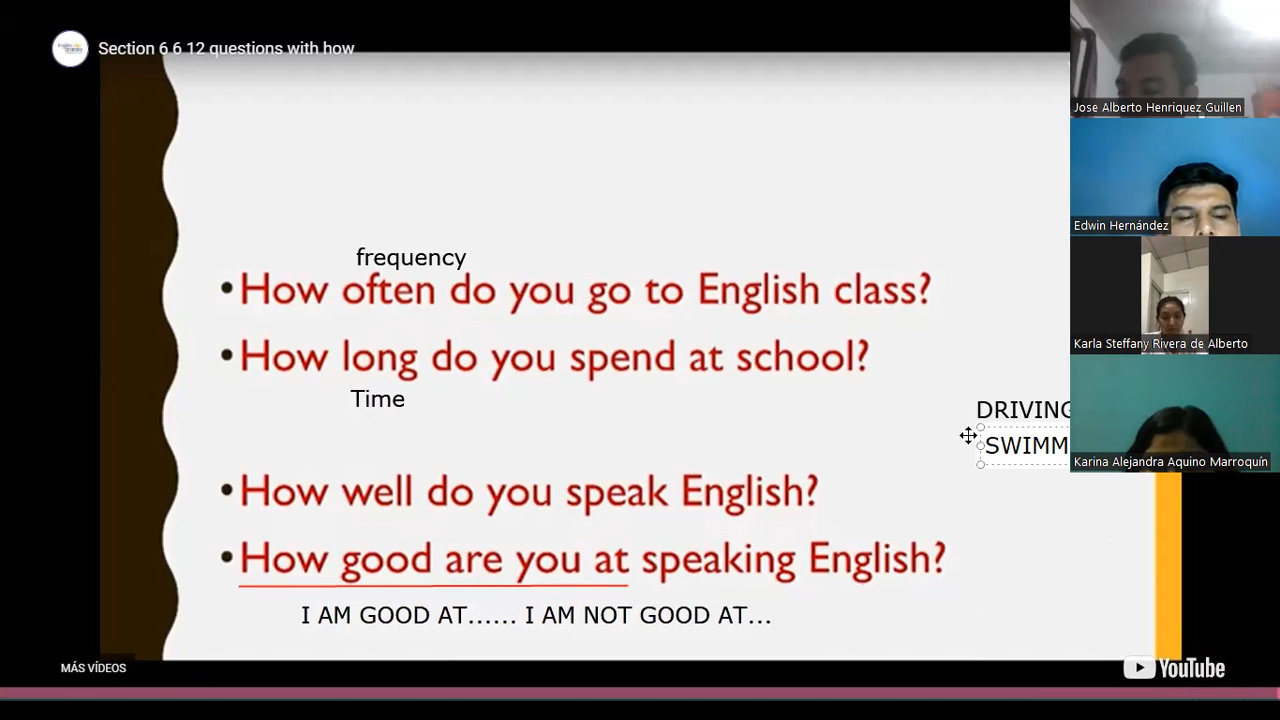 Section 6 6 12 questions with how
Jose Alberto Henriquez Guillen
Edwin Hernández
frequency
• How often do you go to English class?
Karla Steffany Rivera de Alberto
• How long do you spend at school?
Time
DRIVING
SWIMM
Karina Alejandra Aquino Marroquín
• How well do you speak English?
• How good are you at speaking English?
I AM GOOD AT...... I AM NOT GOOD AT...
MÁS VÍDEOS
YouTube